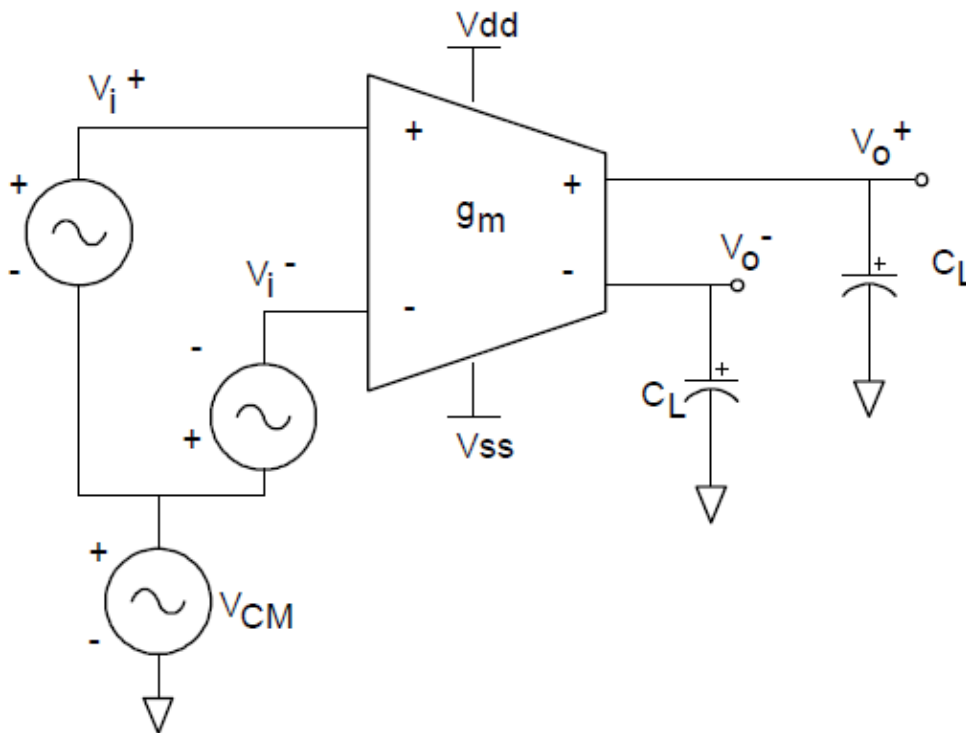 Vdd
Vi+
+
+
Vo+
+
-
gm
+
CL
Vi-
-
Vo-
-
-
+
CL
+
Vss
+
VCM
-